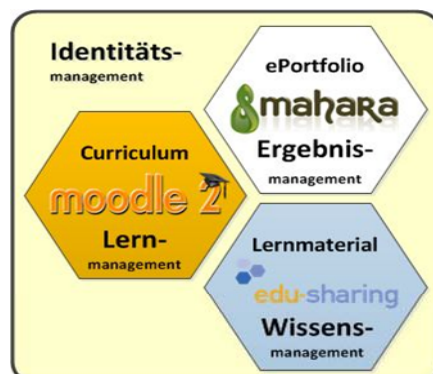 Identitäts-
management
ePortfolio
mahara
Ergebnis-
management
Curriculum
moodle 2
Lern-
management
Lernmaterial
edu-sharing
Wissens-
management